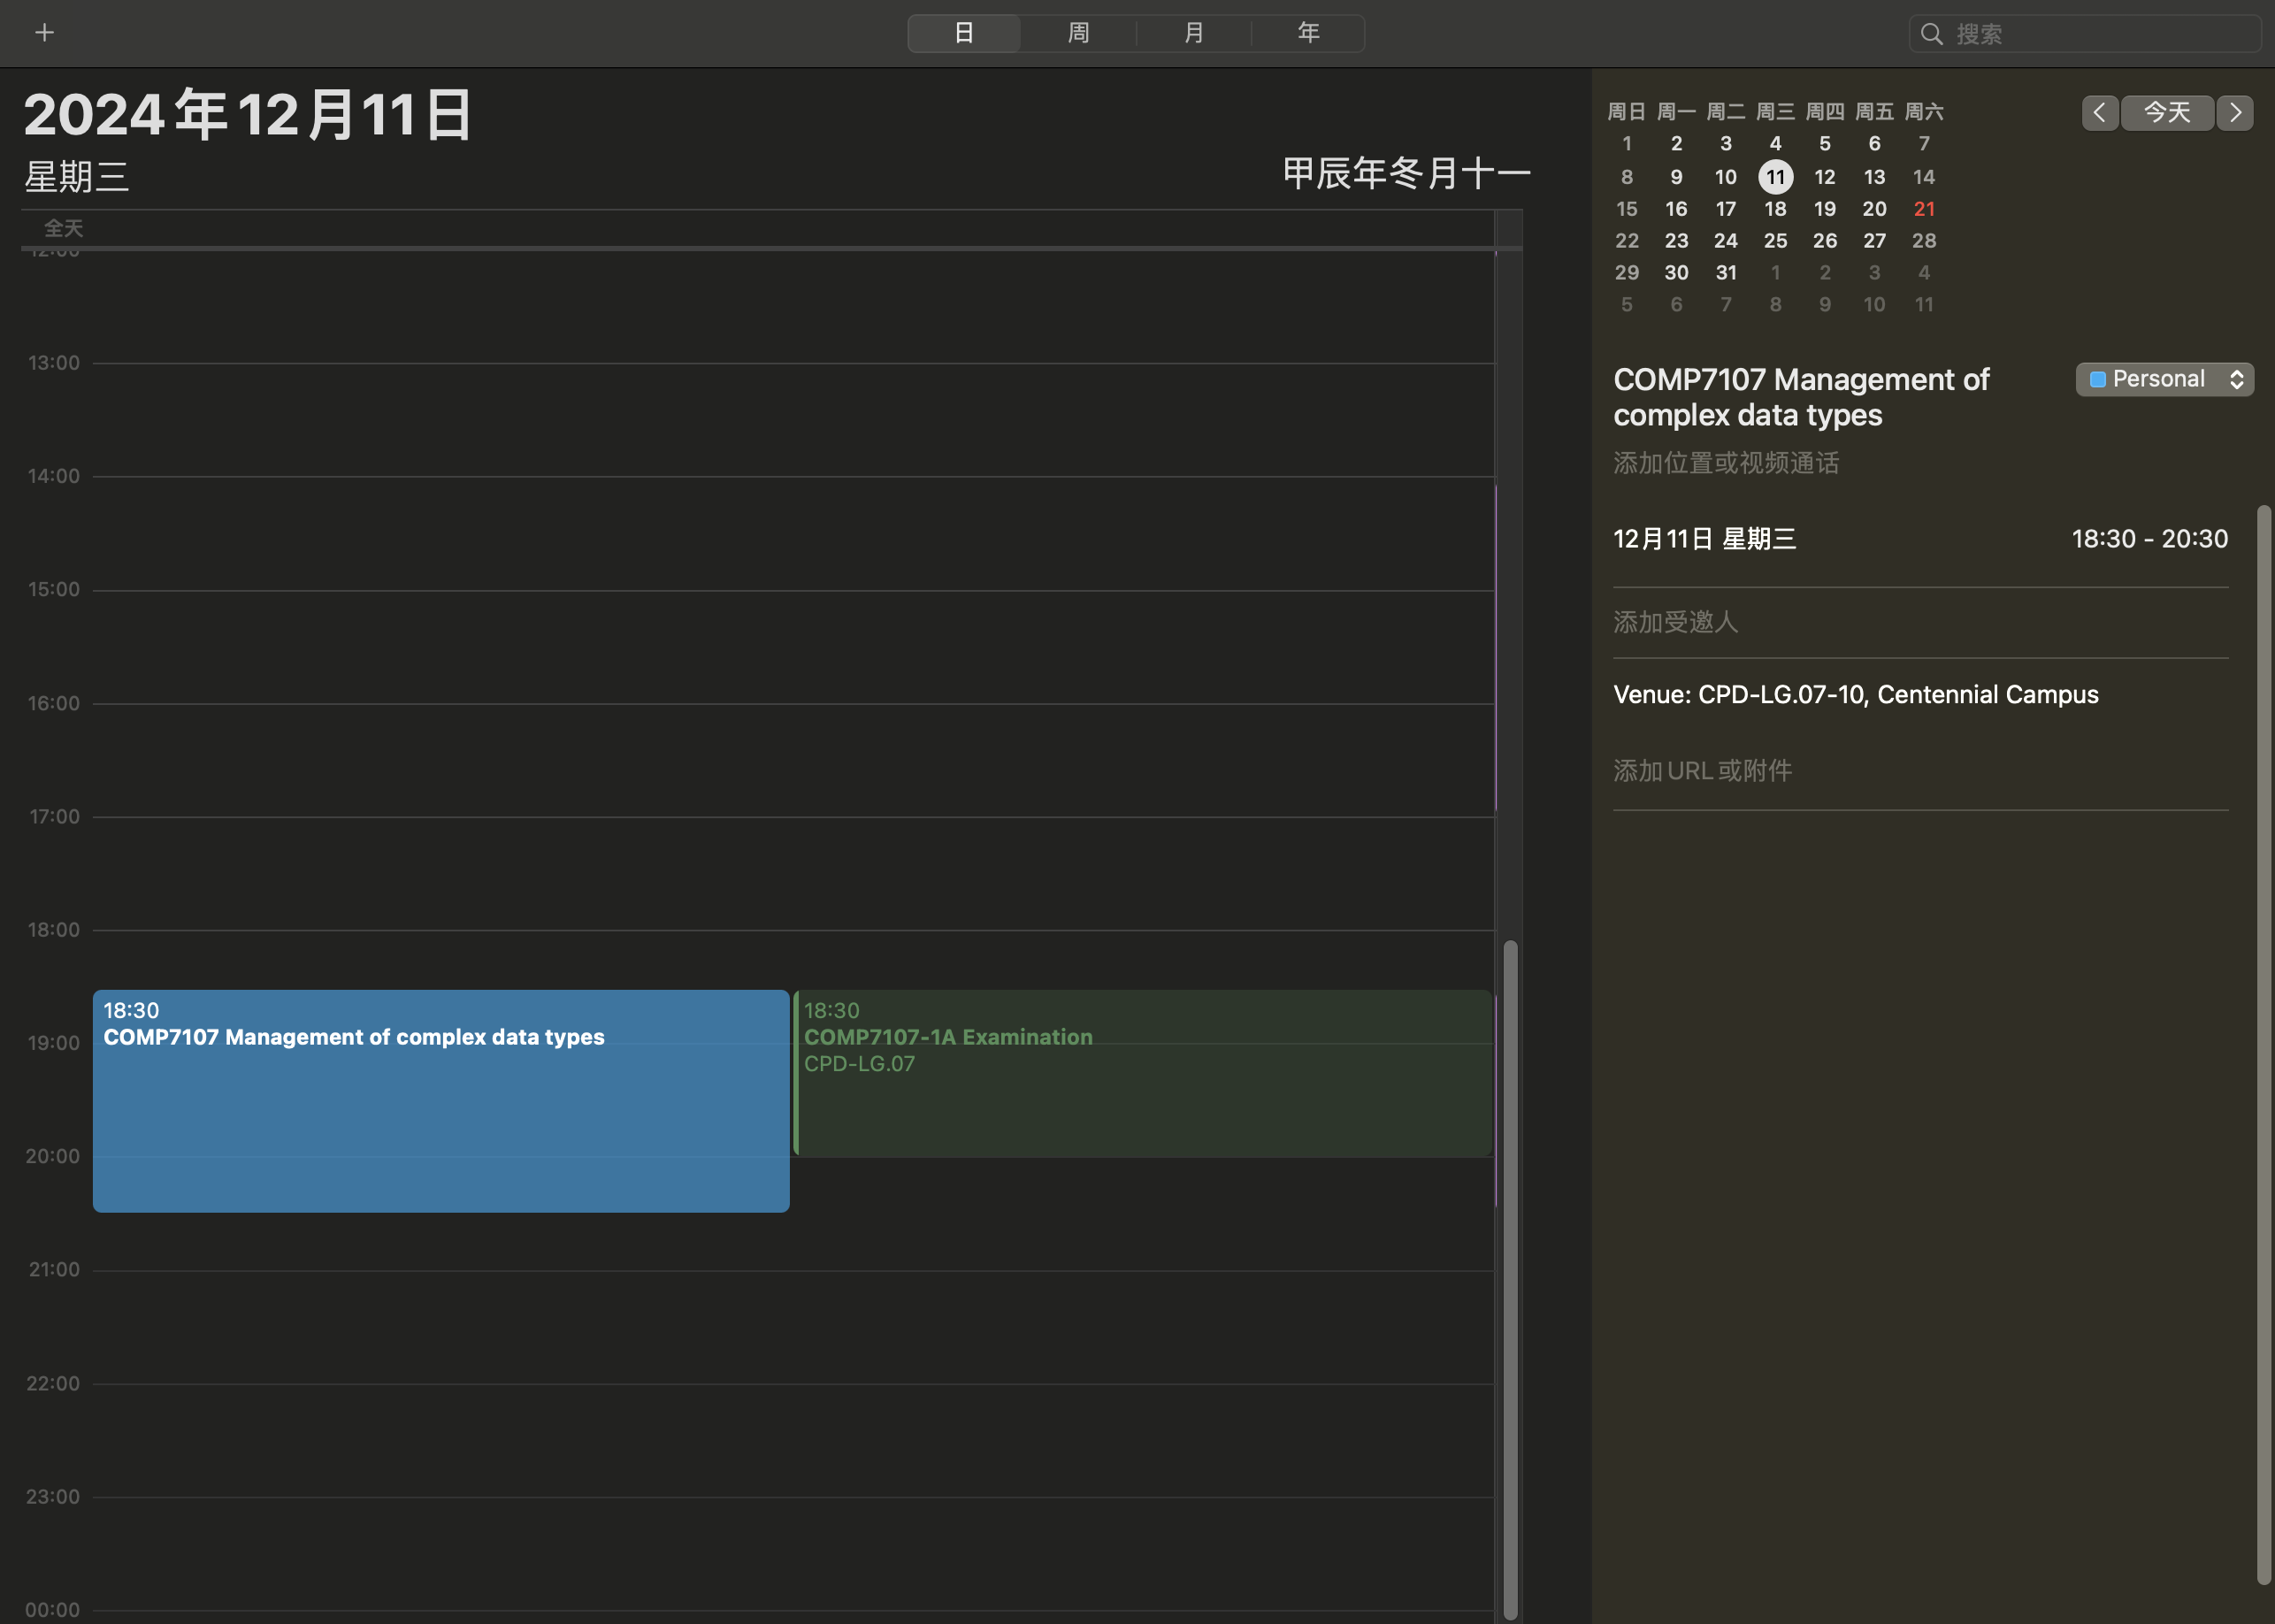 日 周 月 年
搜索
2024年12月11日
星期三
甲辰年冬月十一
全天
12:00
13:00
14:00
15:00
16:00
17:00
18:00
18:30
COMP7107 Management of complex data types
18:30
COMP7107-1A Examination
CPD-LG.07
19:00
20:00
21:00
22:00
23:00
00:00
周日 周一 周二 周三 周四 周五 周六
1 2 3 4 5 6 7
8 9 10 11 12 13 14
15 16 17 18 19 20 21
22 23 24 25 26 27 28
29 30 31 1 2 3 4
5 6 7 8 9 10 11
今天
COMP7107 Management of
complex data types
Personal
添加位置或视频通话
12月11日 星期三 18:30 - 20:30
添加受邀人
Venue: CPD-LG.07-10, Centennial Campus
添加URL或附件